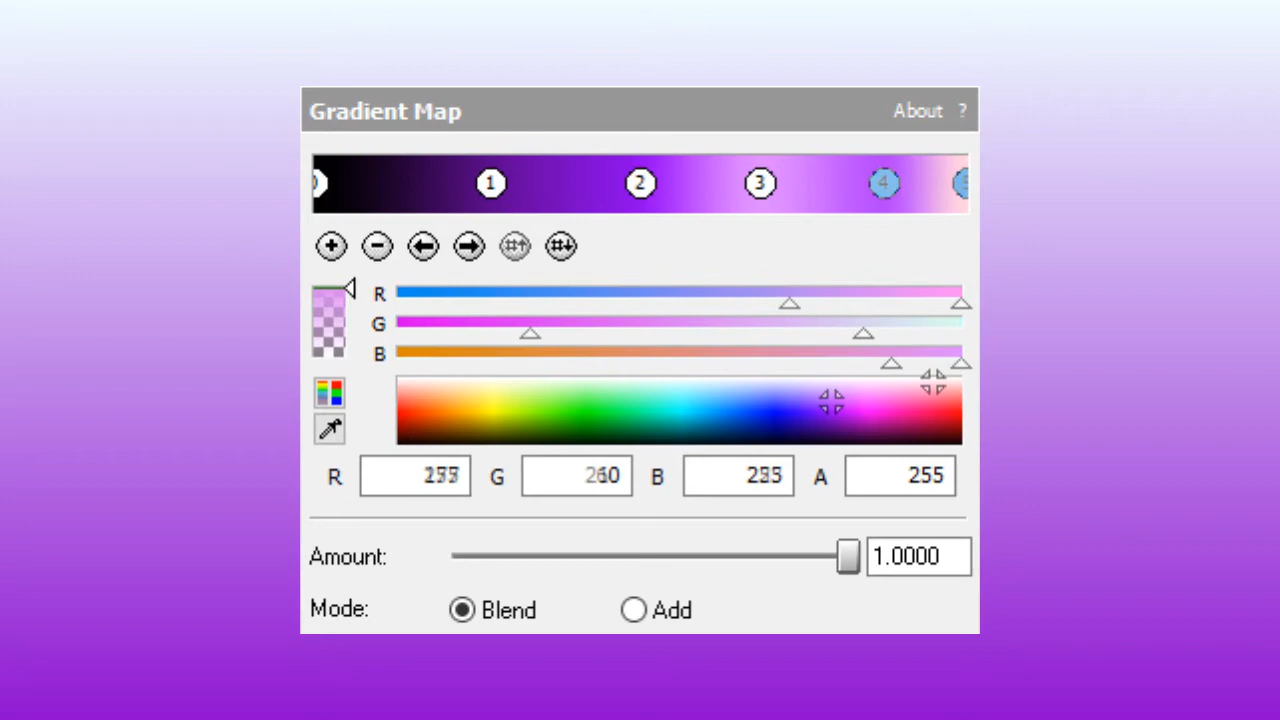 Gradient Map About ?
1 2 3 4
R
G
B
R G B A 255
Amount: 1.0000
Mode: Blend Add